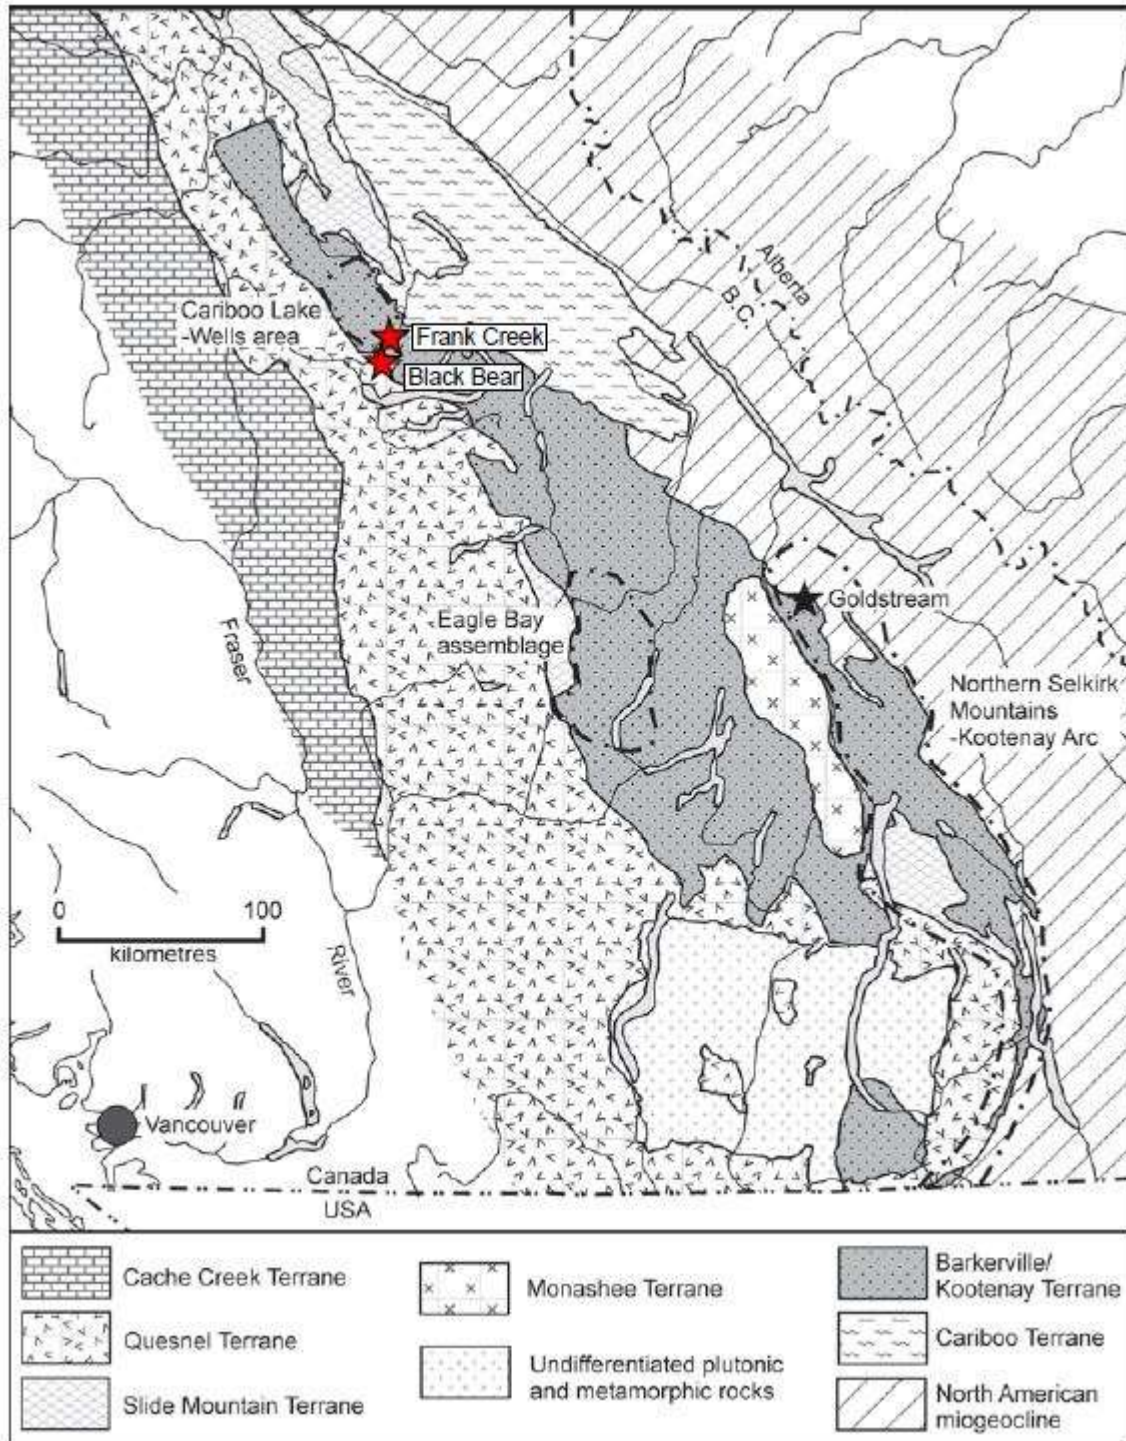 Alberta
B.C.
Cariboo Lake
-Wells area
Frank Creek
Black Bear
Goldstream
Eagle Bay
assemblage
Fraser
Northern Selkirk
Mountains
-Kootenay Arc
0 100
kilometres
River
Vancouver
Canada
USA
Cache Creek Terrane
Quesnel Terrane
Slide Mountain Terrane
Monashee Terrane
Undifferentiated plutonic
and metamorphic rocks
Barkerville/
Kootenay Terrane
Cariboo Terrane
North American
miogeocline